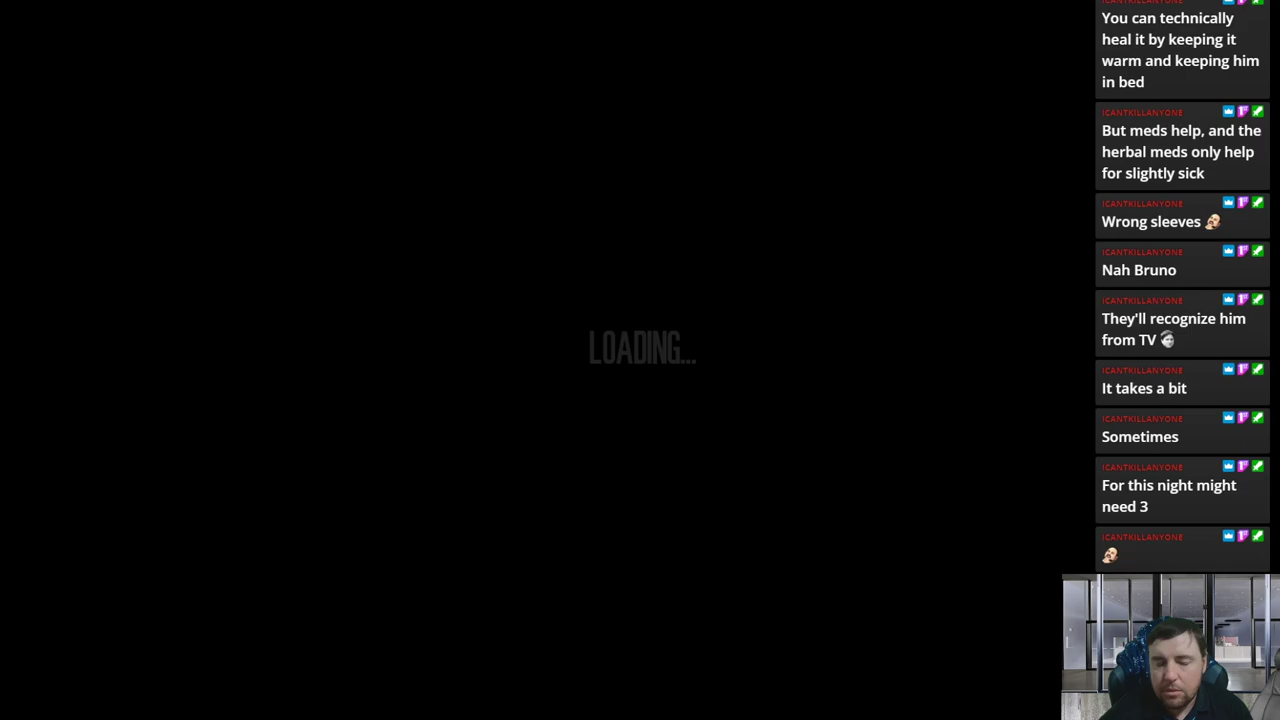 You can technically
heal it by keeping it
warm and keeping him
in bed
ICANTKILLANYONE
But meds help, and the
herbal meds only help
for slightly sick
ICANTKILLANYONE
Wrong sleeves
ICANTKILLANYONE
Nah Bruno
ICANTKILLANYONE
They'll recognize him
from TV
ICANTKILLANYONE
It takes a bit
ICANTKILLANYONE
Sometimes
ICANTKILLANYONE
For this night might
need 3
ICANTKILLANYONE
LOADING...